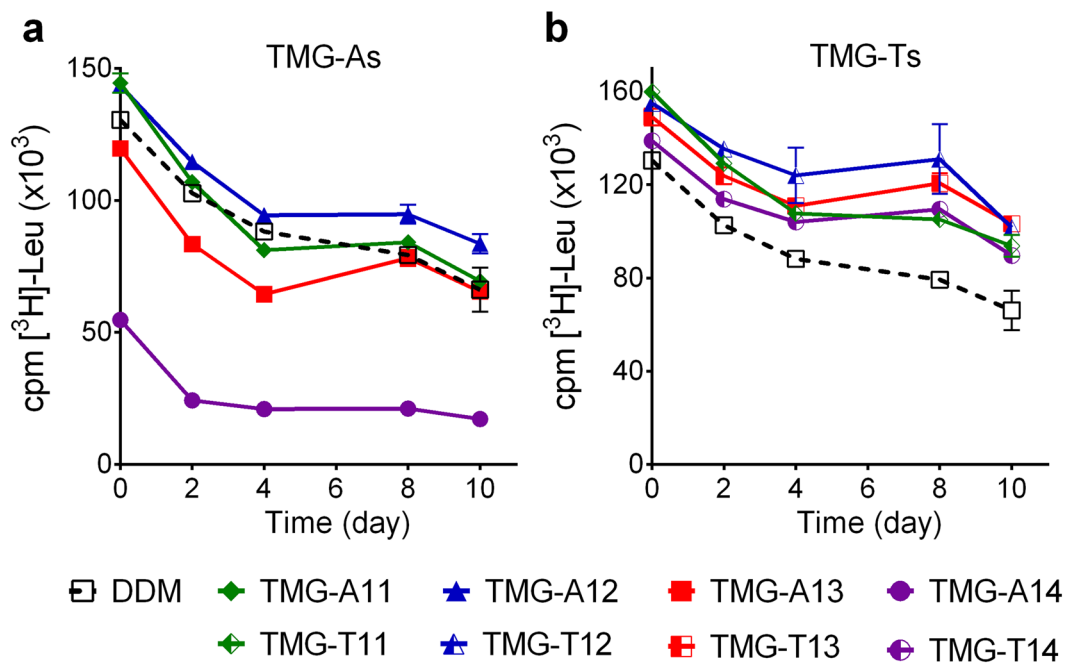 a
TMG-As
150
100
50
0
cpm [³H]-Leu (x10³)
0 2 4 6 8 10
Time (day)
b
TMG-Ts
160
120
80
40
0
cpm [³H]-Leu (x10³)
0 2 4 6 8 10
Time (day)
DDM TMG-A11 TMG-A12 TMG-A13 TMG-A14
TMG-T11 TMG-T12 TMG-T13 TMG-T14